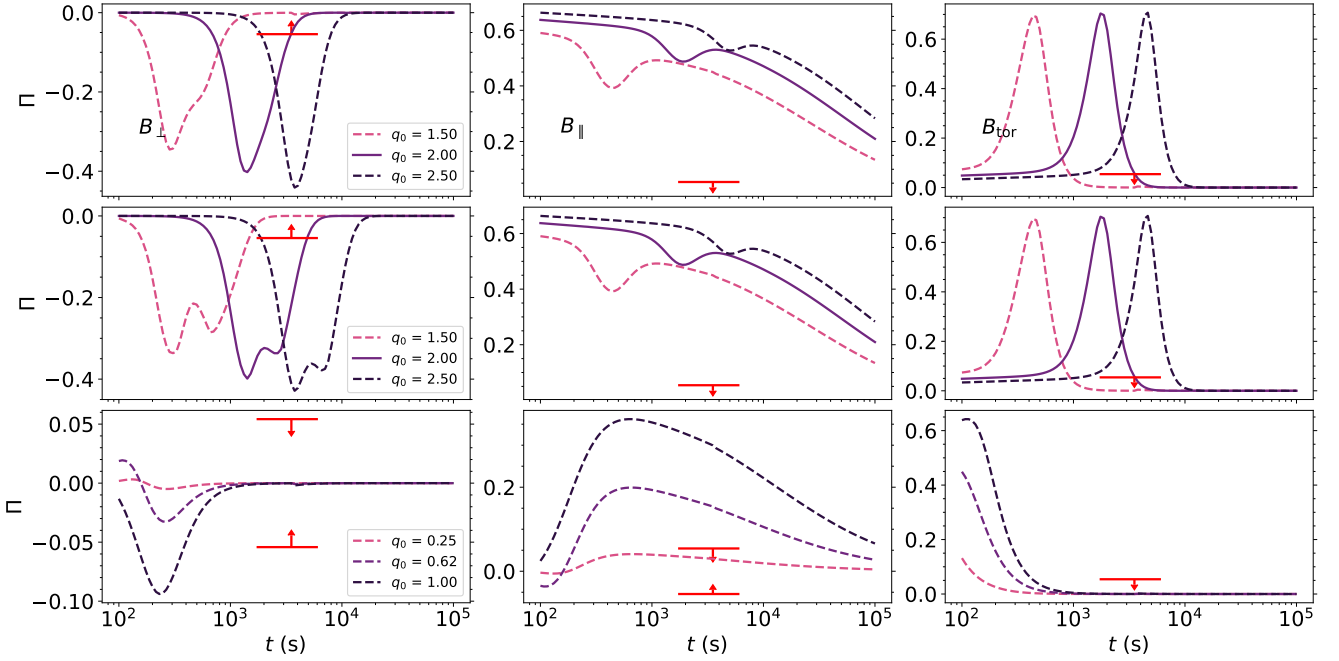 0.0
−0.2
−0.4
Π
B⊥
q₀ = 1.50
q₀ = 2.00
q₀ = 2.50
0.6
0.4
0.2
B∥
0.6
0.4
0.2
0.0
B_tor
0.0
−0.2
−0.4
Π
q₀ = 1.50
q₀ = 2.00
q₀ = 2.50
0.6
0.4
0.2
0.6
0.4
0.2
0.0
0.05
0.00
−0.05
−0.10
Π
q₀ = 0.25
q₀ = 0.62
q₀ = 1.00
10² 10³ 10⁴ 10⁵
t (s)
0.2
0.0
10² 10³ 10⁴ 10⁵
t (s)
0.6
0.4
0.2
0.0
10² 10³ 10⁴ 10⁵
t (s)